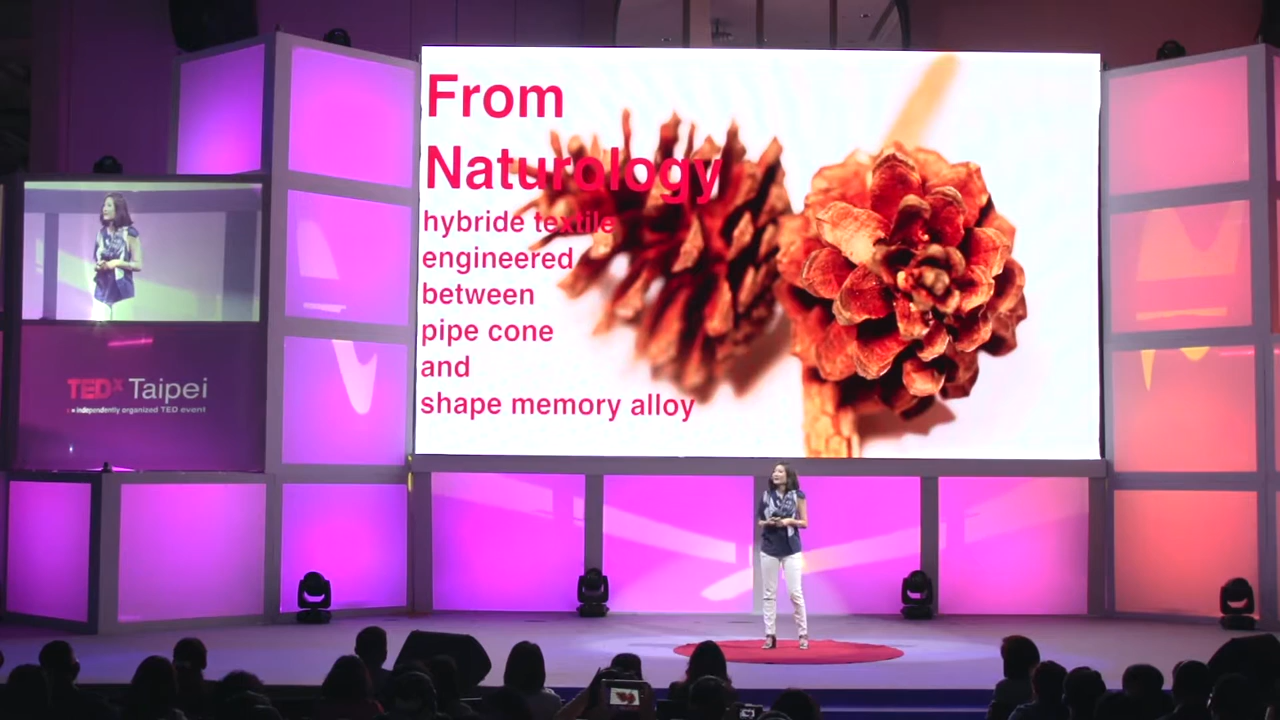 From
Naturology
hybride textile
engineered
between
pipe cone
and
shape memory alloy
TEDx Taipei
x = independently organized TED event